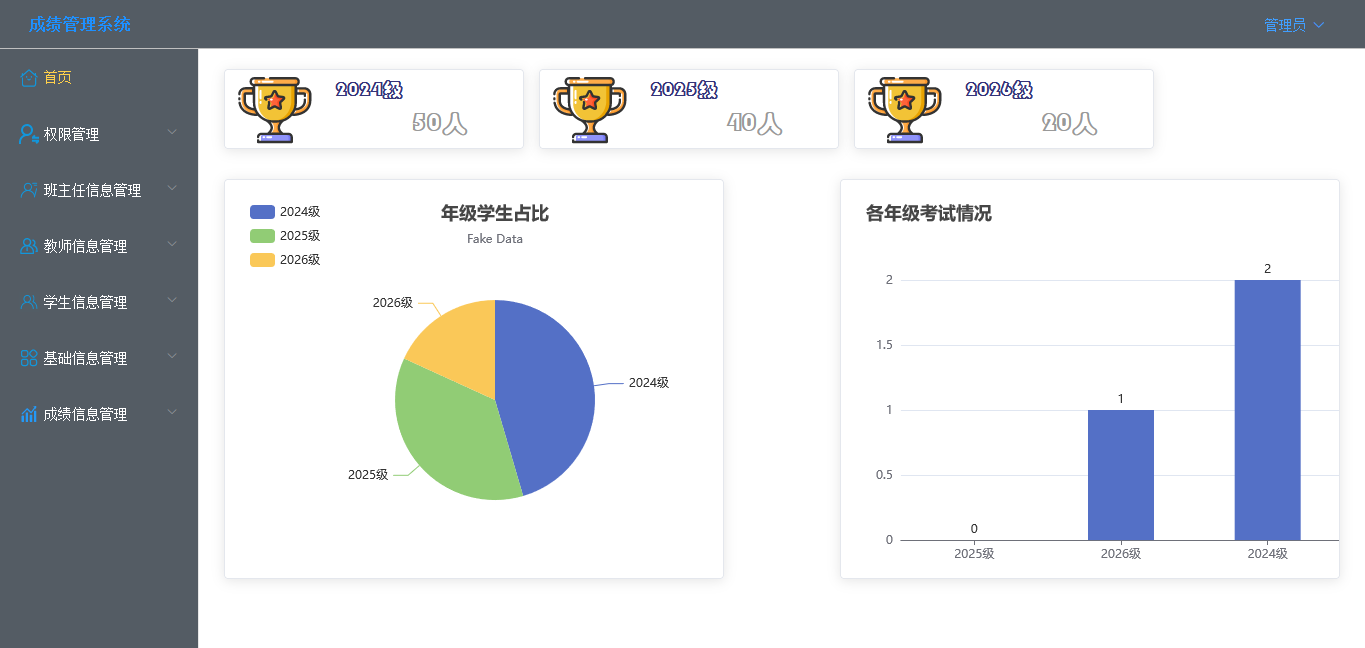 成绩管理系统
管理员
首页
权限管理
班主任信息管理
教师信息管理
学生信息管理
基础信息管理
成绩信息管理
2024级
50人
2025级
40人
2026级
20人
年级学生占比
Fake Data
2024级
2025级
2026级
2026级
2024级
2025级
各年级考试情况
2
1.5
1
0.5
0
0
1
2
2025级
2026级
2024级